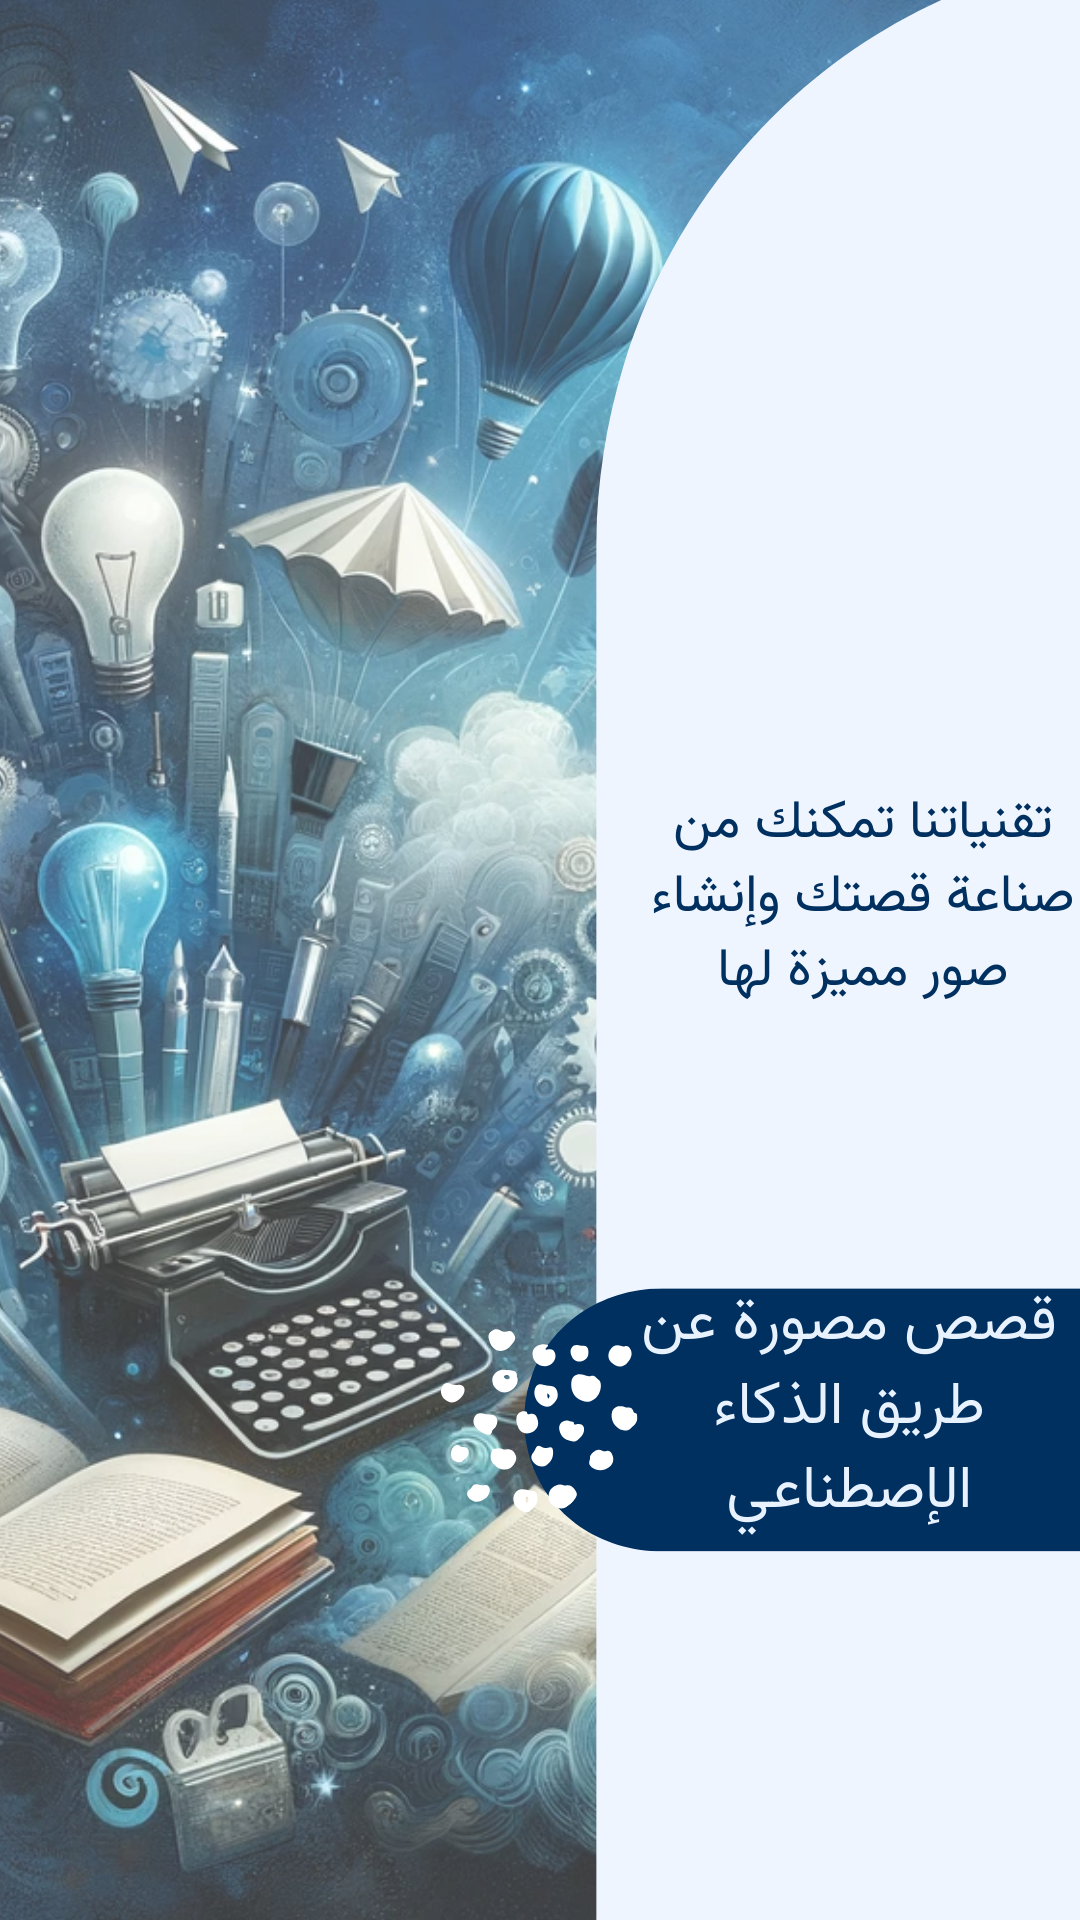 تقنياتنا تمكنك من
صناعة قصتك وإنشاء
صور مميزة لها
قصص مصورة عن
طريق الذكاء
الإصطناعي